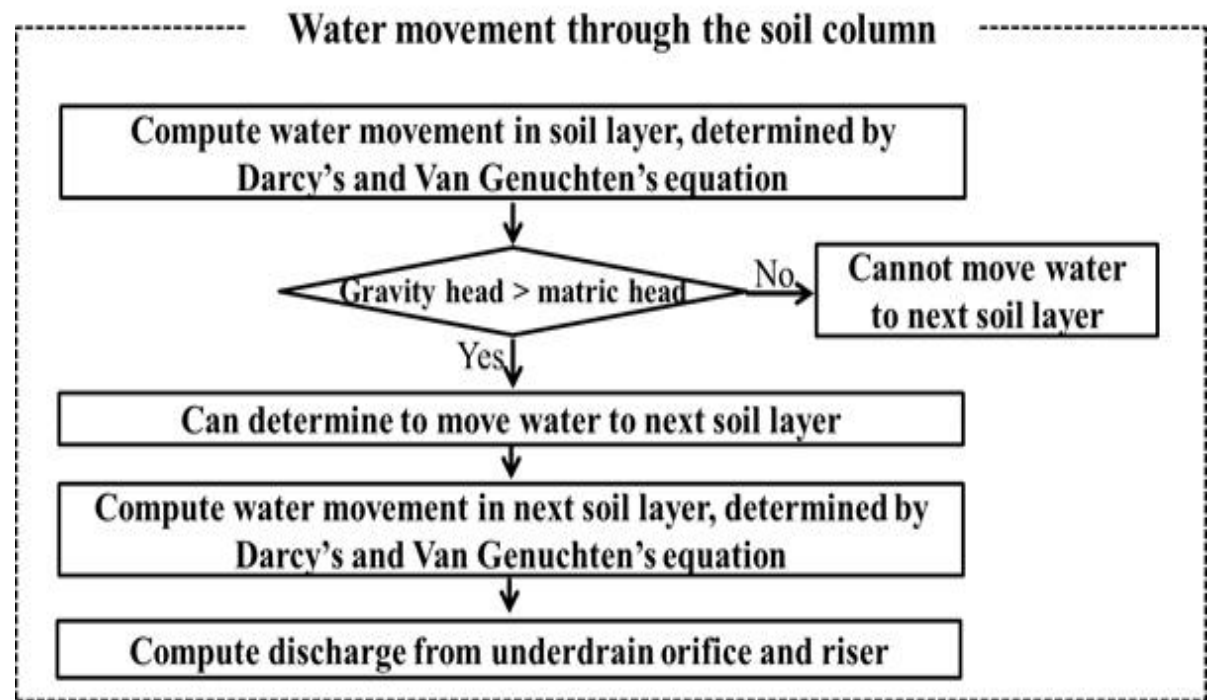 Water movement through the soil column
Compute water movement in soil layer, determined by
Darcy's and Van Genuchten's equation
Gravity head > matric head
No
Cannot move water
to next soil layer
Yes
Can determine to move water to next soil layer
Compute water movement in next soil layer, determined by
Darcy's and Van Genuchten's equation
Compute discharge from underdrain orifice and riser